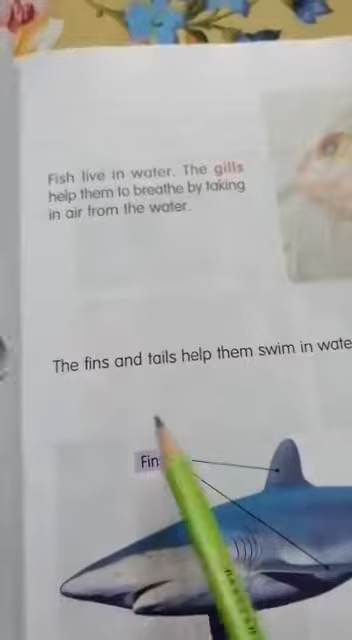 Fish live in water. The gills
help them to breathe by taking
in air from the water.
The fins and tails help them swim in wate
Fin